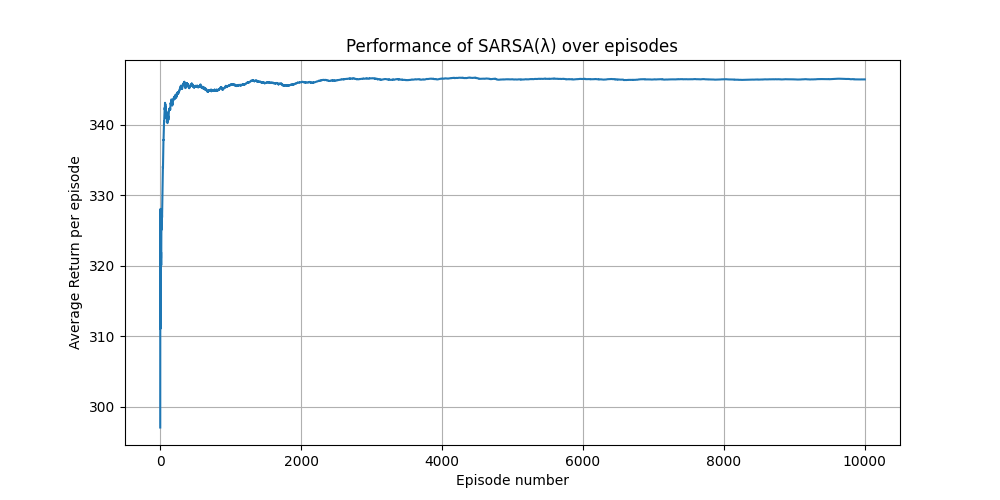 Performance of SARSA(λ) over episodes
Average Return per episode
340
330
320
310
300
0 2000 4000 6000 8000 10000
Episode number